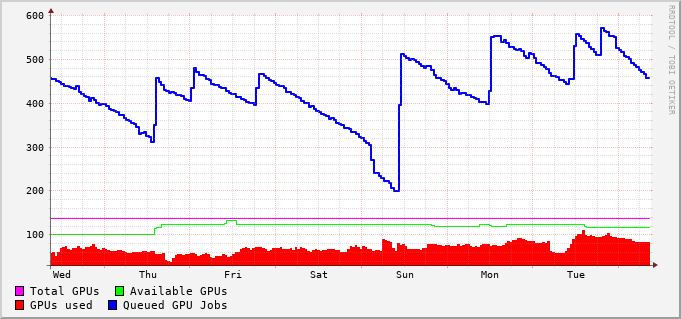 RRDTOOL / TOBI OETIKER
600
500
400
300
200
100
Wed Thu Fri Sat Sun Mon Tue
Total GPUs Available GPUs
GPUs used Queued GPU Jobs